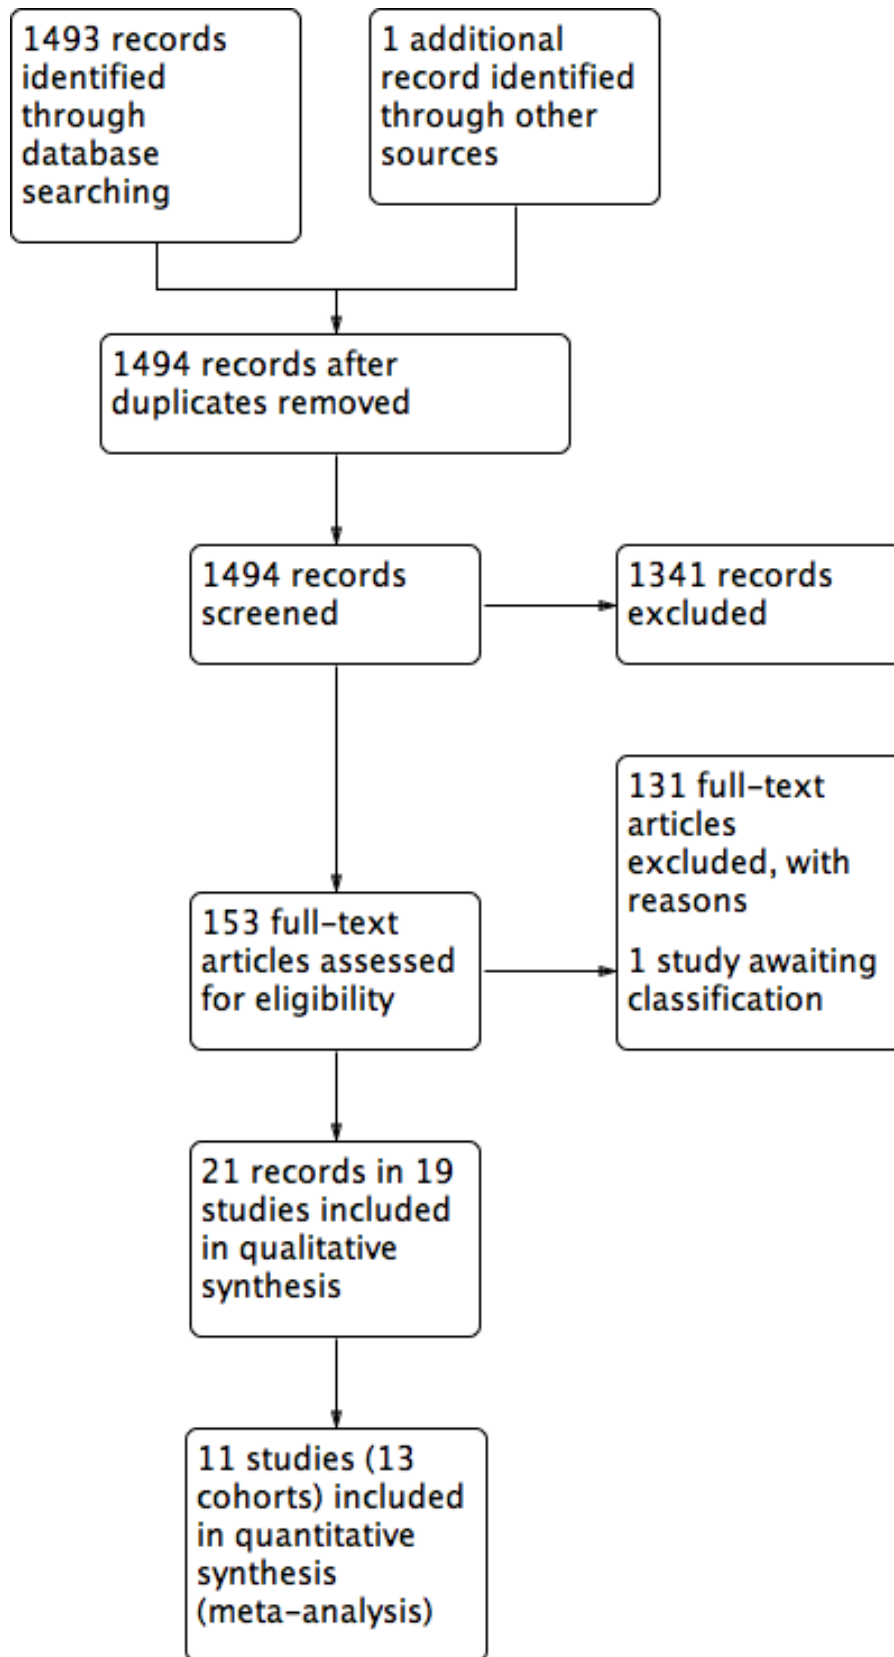 1493 records
identified
through
database
searching
1 additional
record identified
through other
sources
1494 records after
duplicates removed
1494 records
screened
1341 records
excluded
153 full-text
articles assessed
for eligibility
131 full-text
articles
excluded, with
reasons
1 study awaiting
classification
21 records in 19
studies included
in qualitative
synthesis
11 studies (13
cohorts) included
in quantitative
synthesis
(meta-analysis)